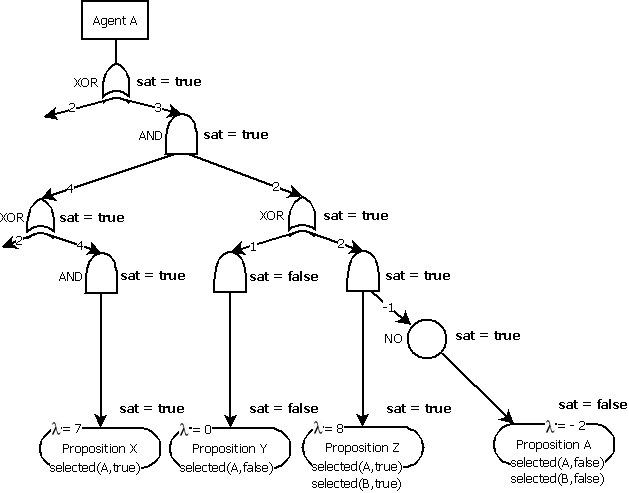 Agent A
XOR
sat = true
2
3
AND
sat = true
4
2
XOR
sat = true
XOR
sat = true
2
4
1
2
AND
sat = true
sat = false
sat = true
-1
NO
sat = true
sat = true
sat = false
sat = true
sat = false
λ = 7
λ = 0
λ = 8
λ = - 2
Proposition X
selected(A,true)
Proposition Y
selected(A,false)
Proposition Z
selected(A,true)
selected(B,true)
Proposition A
selected(A,false)
selected(B,false)